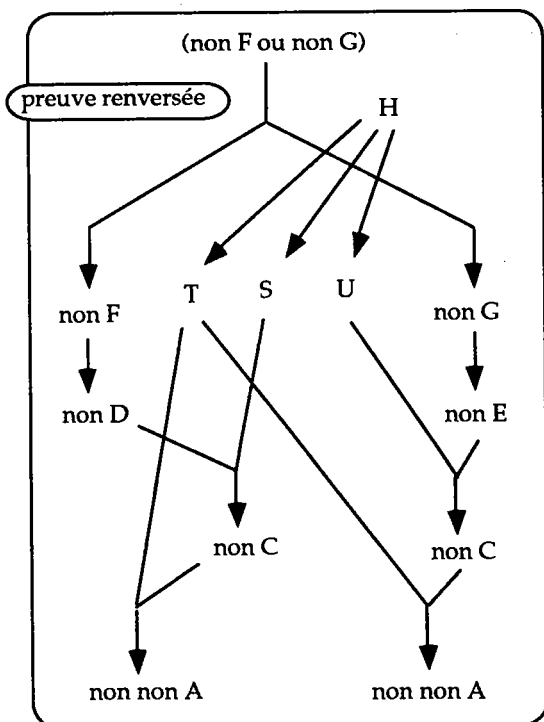 (non F ou non G)
preuve renversée
H
T S U
non F
non G
non D
non E
non C
non C
non non A
non non A